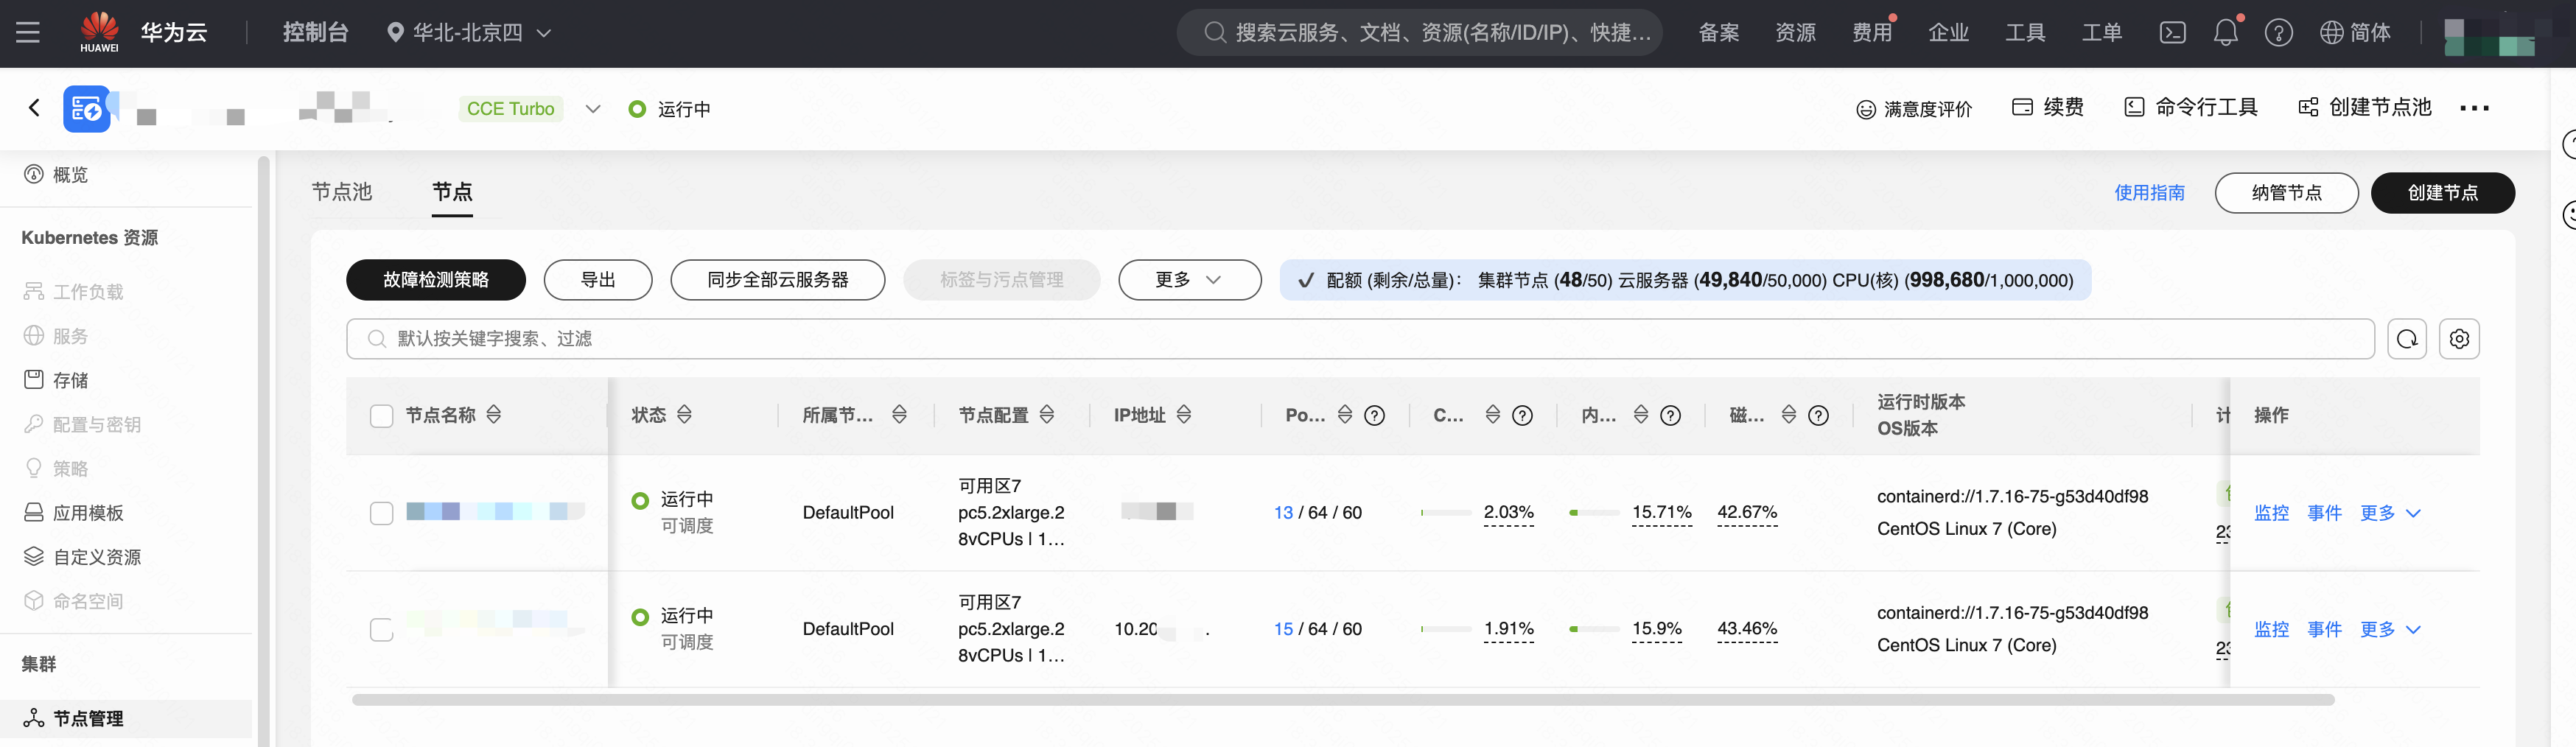 HUAWEI
华为云
控制台
华北-北京四
搜索云服务、文档、资源(名称/ID/IP)、快捷...
备案
资源
费用
企业
工具
工单
简体
CCE Turbo
运行中
满意度评价
续费
命令行工具
创建节点池
概览
Kubernetes 资源
工作负载
服务
存储
配置与密钥
策略
应用模板
自定义资源
命名空间
集群
节点管理
节点池
节点
使用指南
纳管节点
创建节点
故障检测策略
导出
同步全部云服务器
标签与污点管理
更多
配额 (剩余/总量)： 集群节点 (48/50) 云服务器 (49,840/50,000) CPU(核) (998,680/1,000,000)
默认按关键字搜索、过滤
节点名称
状态
所属节...
节点配置
IP地址
Po...
C...
内...
磁...
运行时版本
OS版本
操作
运行中
可调度
DefaultPool
可用区7
pc5.2xlarge.2
8vCPUs | 1...
13 / 64 / 60
2.03%
15.71%
42.67%
containerd://1.7.16-75-g53d40df98
CentOS Linux 7 (Core)
监控
事件
更多
运行中
可调度
DefaultPool
可用区7
pc5.2xlarge.2
8vCPUs | 1...
10.20
15 / 64 / 60
1.91%
15.9%
43.46%
containerd://1.7.16-75-g53d40df98
CentOS Linux 7 (Core)
监控
事件
更多